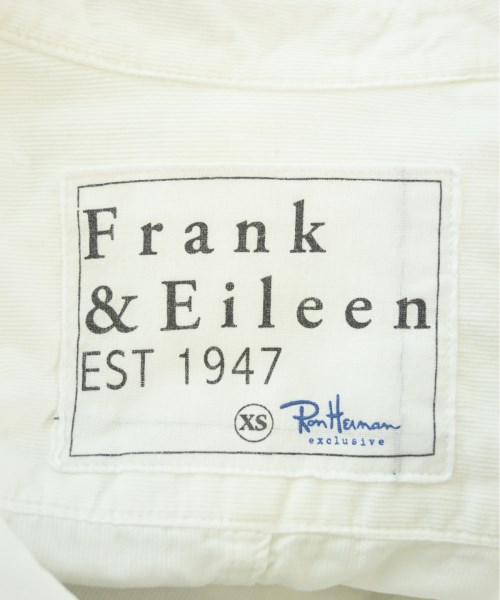 Frank
& Eileen
EST 1947
XS Ron Herman
exclusive